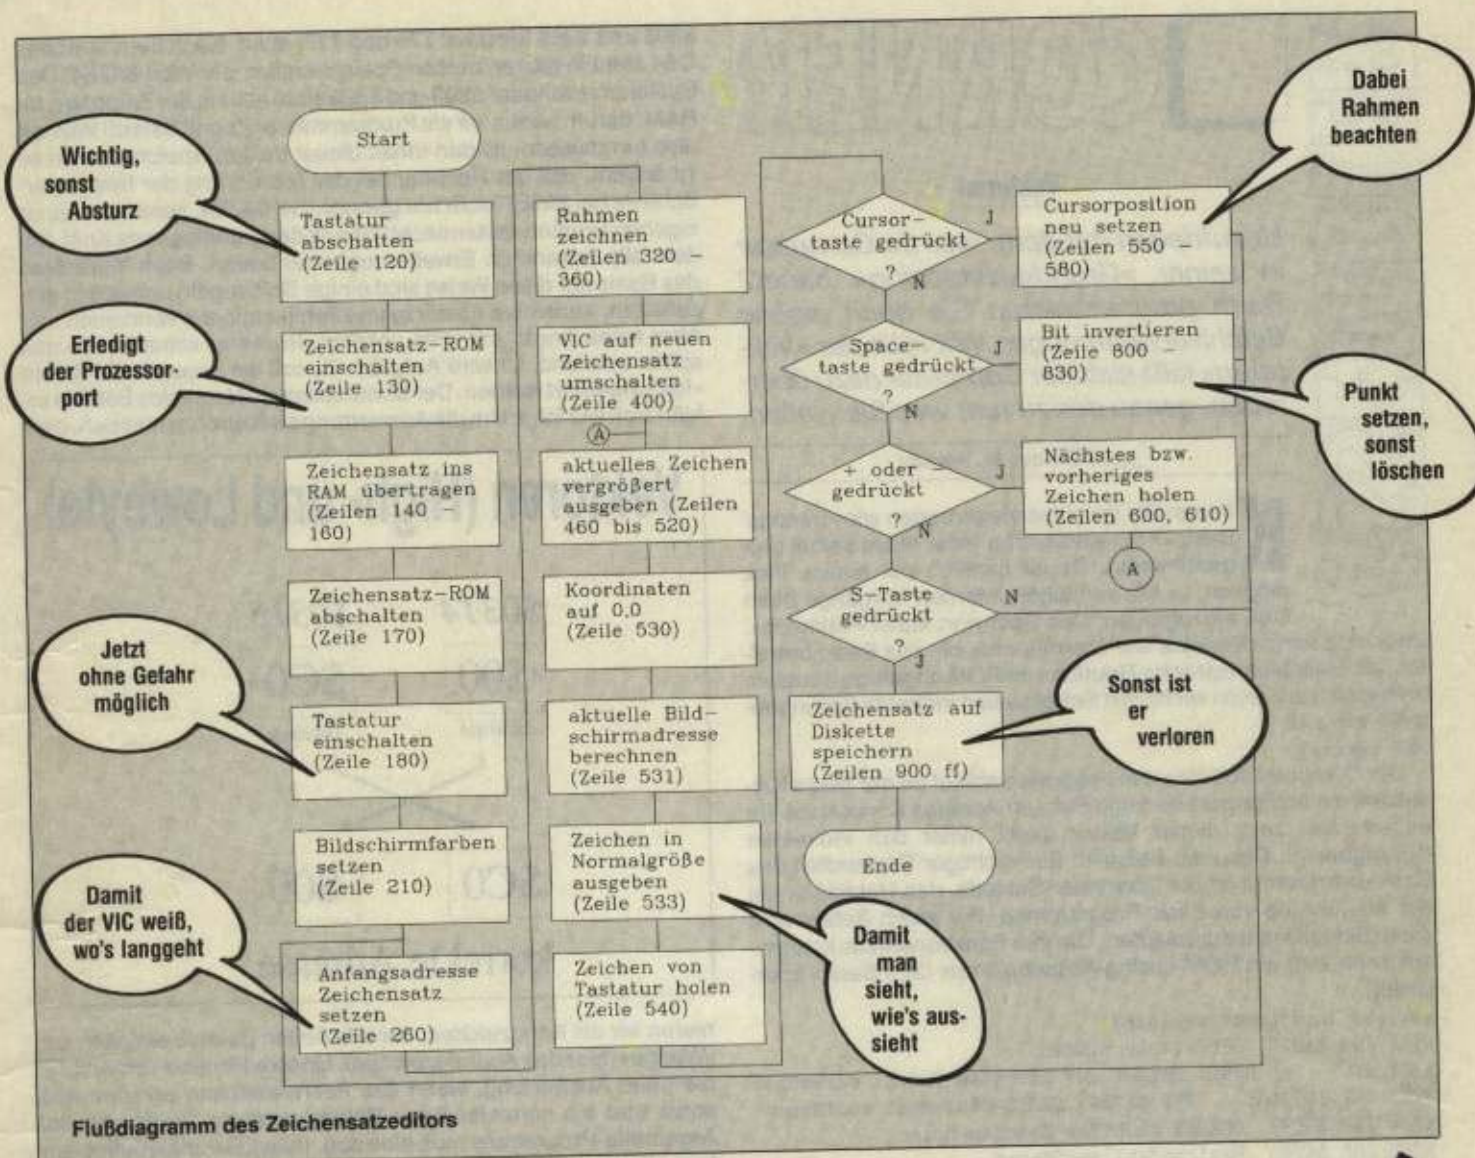 Start
Wichtig,
sonst
Absturz
Tastatur
abschalten
(Zeile 120)
Erledigt
der Prozessor-
port
Zeichensatz-ROM
einschalten
(Zeile 130)
Zeichensatz ins
RAM übertragen
(Zeilen 140 -
160)
Zeichensatz-ROM
abschalten
(Zeile 170)
Jetzt
ohne Gefahr
möglich
Tastatur
einschalten
(Zeile 180)
Bildschirmfarben
setzen
(Zeile 210)
Damit
der VIC weiß,
wo's langgeht
Anfangsadresse
Zeichensatz
setzen
(Zeile 260)
Rahmen
zeichnen
(Zeilen 320 -
360)
VIC auf neuen
Zeichensatz
umschalten
(Zeile 400)
A
aktuelles Zeichen
vergrößert
ausgeben (Zeilen
460 bis 520)
Koordinaten
auf 0,0
(Zeile 530)
aktuelle Bild-
schirmadresse
berechnen
(Zeile 531)
Zeichen in
Normalgröße
ausgeben
(Zeile 533)
Damit
man
sieht,
wie's aus-
sieht
Zeichen von
Tastatur holen
(Zeile 540)
Cursor-
taste gedrückt
?
J
N
Cursorposition
neu setzen
(Zeilen 550 -
580)
Dabei
Rahmen
beachten
Space-
taste gedrückt
?
J
N
Bit invertieren
(Zeile 800 -
830)
Punkt
setzen,
sonst
löschen
+ oder -
gedrückt
?
J
N
Nächstes bzw.
vorheriges
Zeichen holen
(Zeilen 600, 610)
A
S-Taste
gedrückt
?
N
J
Zeichensatz auf
Diskette
speichern
(Zeilen 900 ff)
Sonst ist
er
verloren
Ende
Flußdiagramm des Zeichensatzeditors